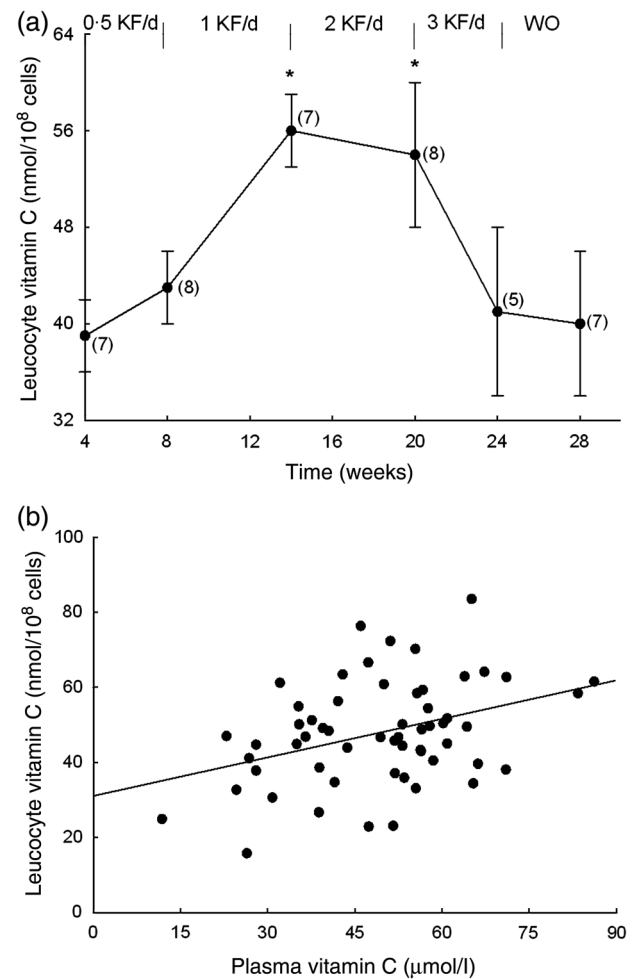 (a)
0·5 KF/d | 1 KF/d | 2 KF/d | 3 KF/d | WO
Leucocyte vitamin C (nmol/10⁸ cells)
64
56
48
40
32
*
*
(7)
(8)
(7)
(8)
(5)
(7)
4 8 12 16 20 24 28
Time (weeks)
(b)
Leucocyte vitamin C (nmol/10⁸ cells)
100
80
60
40
20
0
0 15 30 45 60 75 90
Plasma vitamin C (μmol/l)